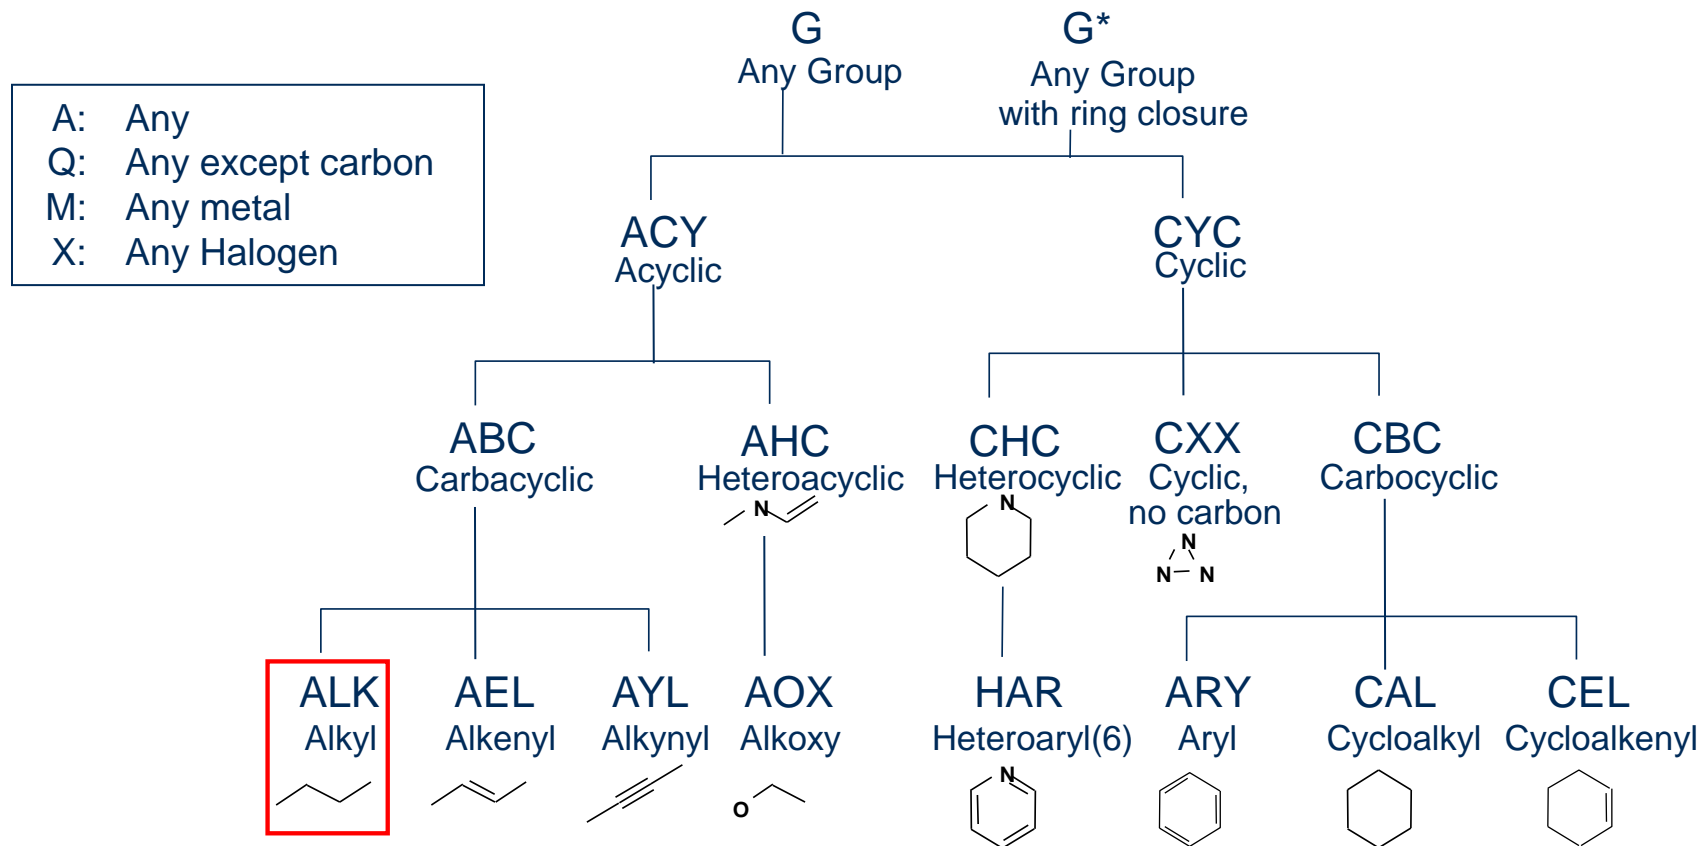 G
Any Group
G*
Any Group
with ring closure
A: Any
Q: Any except carbon
M: Any metal
X: Any Halogen
ACY
Acyclic
CYC
Cyclic
ABC
Carbacyclic
AHC
Heteroacyclic
N
CHC
Heterocyclic
N
CXX
Cyclic,
no carbon
N
N N
CBC
Carbocyclic
ALK
Alkyl
AEL
Alkenyl
AYL
Alkynyl
AOX
Alkoxy
O
HAR
Heteroaryl(6)
N
ARY
Aryl
CAL
Cycloalkyl
CEL
Cycloalkenyl